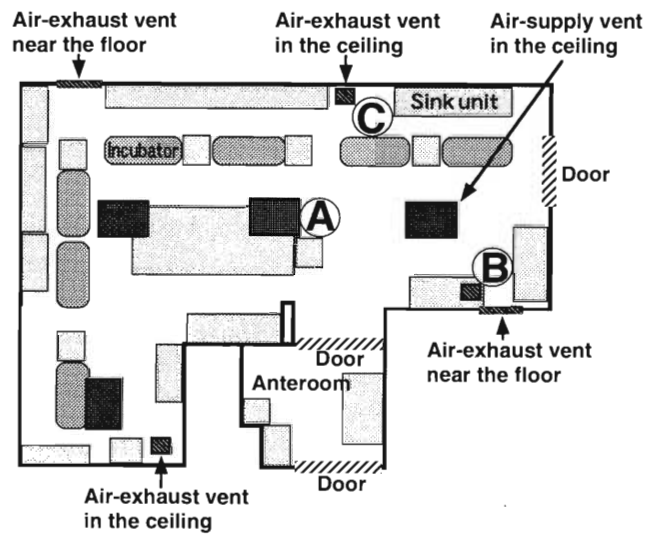 Air-exhaust vent
near the floor
Air-exhaust vent
in the ceiling
Air-supply vent
in the ceiling
C
Sink unit
Incubator
Door
A
B
Door
Anteroom
Air-exhaust vent
near the floor
Door
Air-exhaust vent
in the ceiling